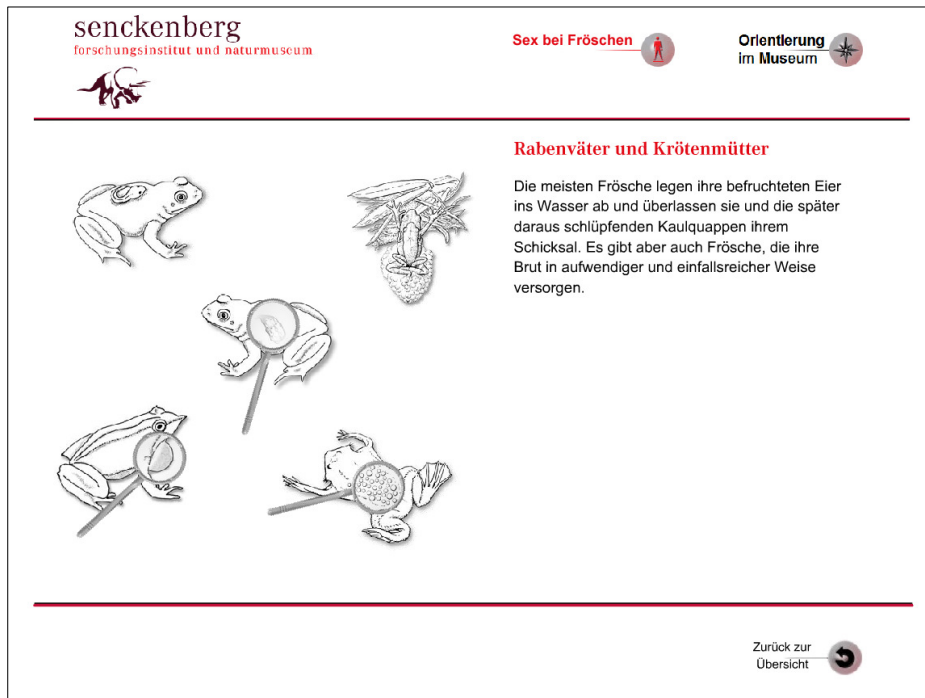 senckenberg
forschungsinstitut und naturmuseum
Sex bei Fröschen
Orientierung
im Museum
Rabenväter und Krötenmütter
Die meisten Frösche legen ihre befruchteten Eier
ins Wasser ab und überlassen sie und die später
daraus schlüpfenden Kaulquappen ihrem
Schicksal. Es gibt aber auch Frösche, die ihre
Brut in aufwendiger und einfallsreicher Weise
versorgen.
Zurück zur
Übersicht